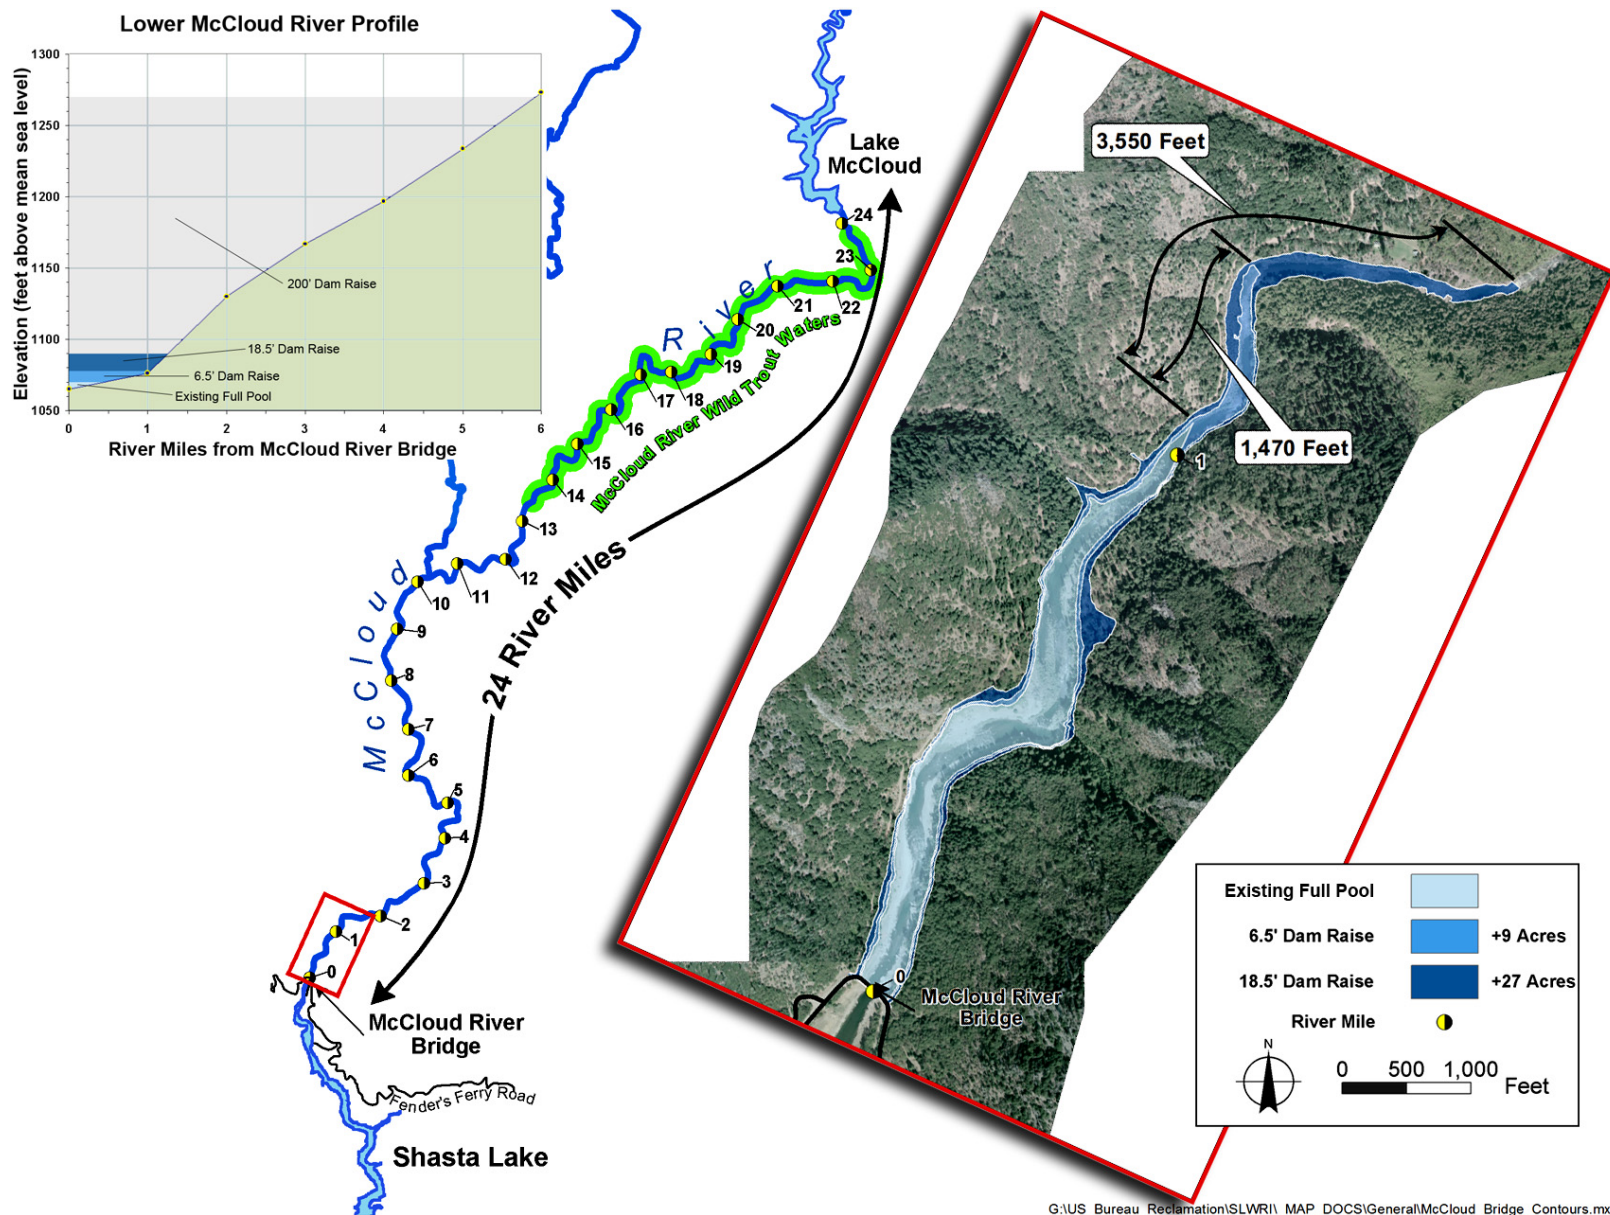 Lower McCloud River Profile
Elevation (feet above mean sea level)
1300
1250
1200
1150
1100
1050
200' Dam Raise
18.5' Dam Raise
6.5' Dam Raise
Existing Full Pool
0 1 2 3 4 5 6
River Miles from McCloud River Bridge
Lake
McCloud
24
23
22
21
20
19
18
17
16
15
14
13
12
11
10
9
8
7
6
5
4
3
2
1
0
McCloud River
McCloud River Wild Trout Waters
24 River Miles
McCloud River
Bridge
Fender's Ferry Road
Shasta Lake
3,550 Feet
1,470 Feet
1
0
McCloud River
Bridge
Existing Full Pool
6.5' Dam Raise +9 Acres
18.5' Dam Raise +27 Acres
River Mile
N
0 500 1,000
Feet
G:\US Bureau Reclamation\SLWRI\ MAP DOCS\General\McCloud Bridge Contours.mx